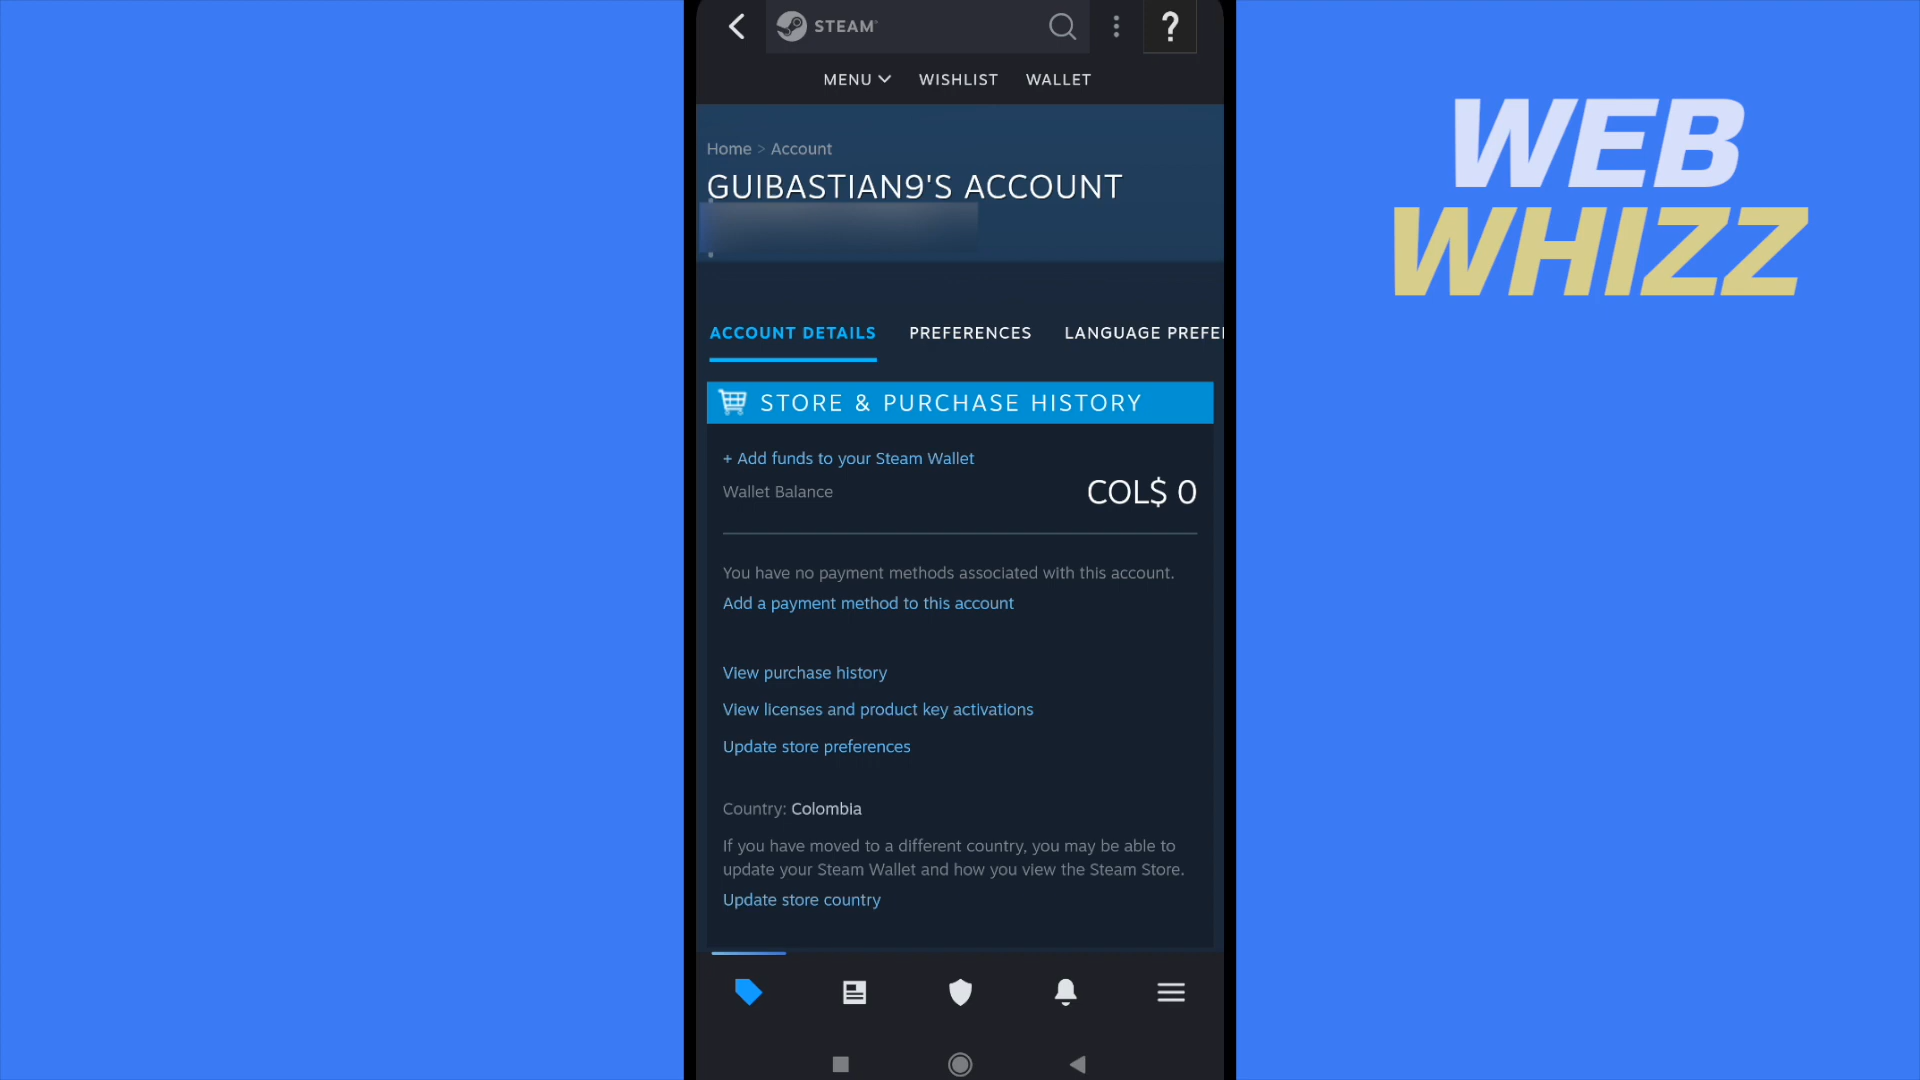 STEAM
?
MENU WISHLIST WALLET
Home > Account
GUIBASTIAN9'S ACCOUNT
ACCOUNT DETAILS PREFERENCES LANGUAGE PREFE
STORE & PURCHASE HISTORY
+ Add funds to your Steam Wallet
Wallet Balance COL$ 0
You have no payment methods associated with this account.
Add a payment method to this account
View purchase history
View licenses and product key activations
Update store preferences
Country: Colombia
If you have moved to a different country, you may be able to
update your Steam Wallet and how you view the Steam Store.
Update store country
WEB
WHIZZ